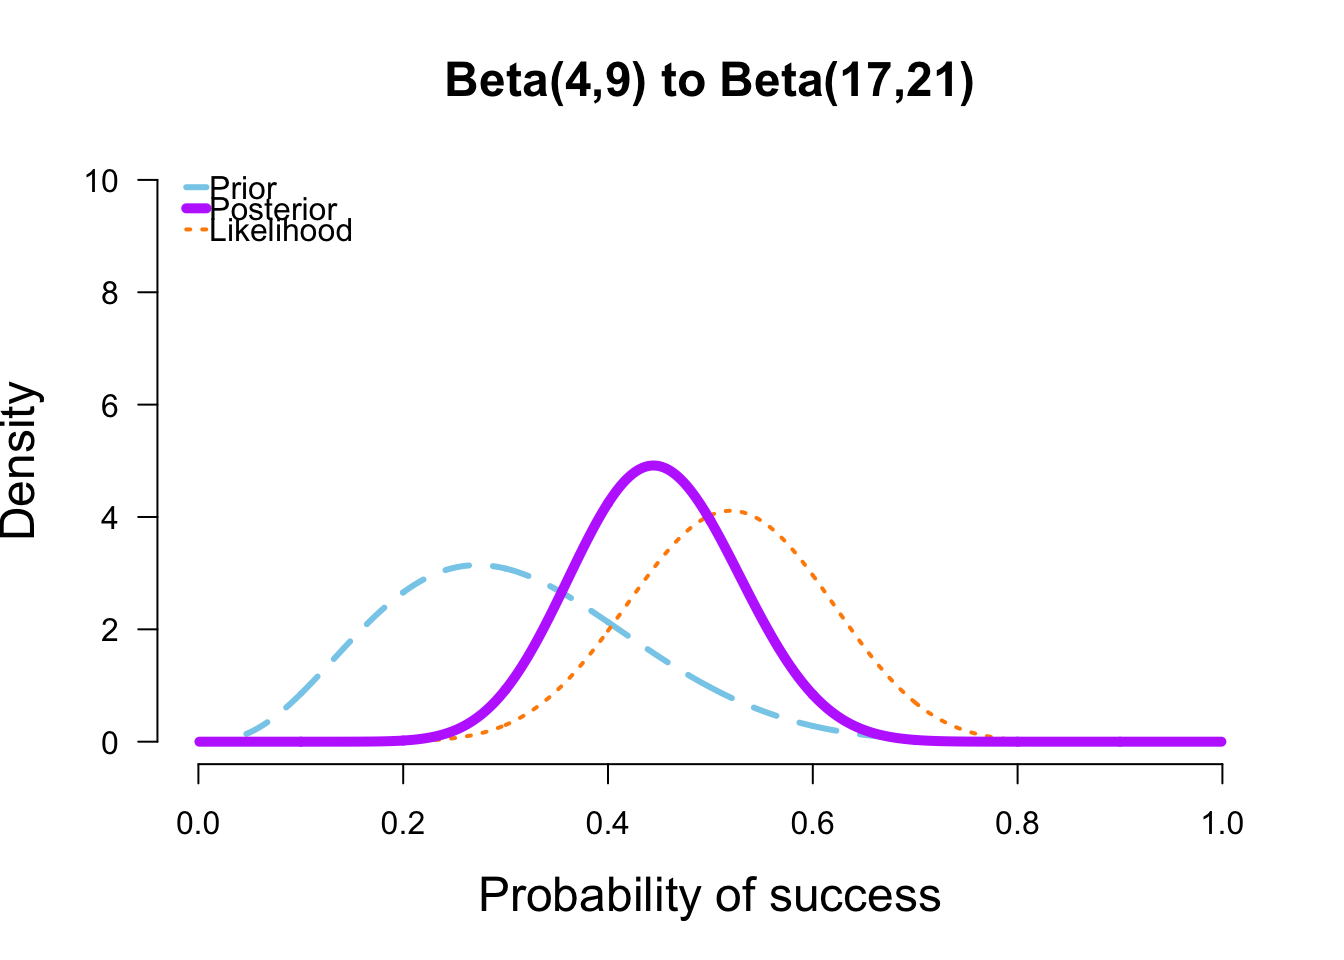 Beta(4,9) to Beta(17,21)
Prior
Posterior
Likelihood
Density
10
8
6
4
2
0
0.0 0.2 0.4 0.6 0.8 1.0
Probability of success